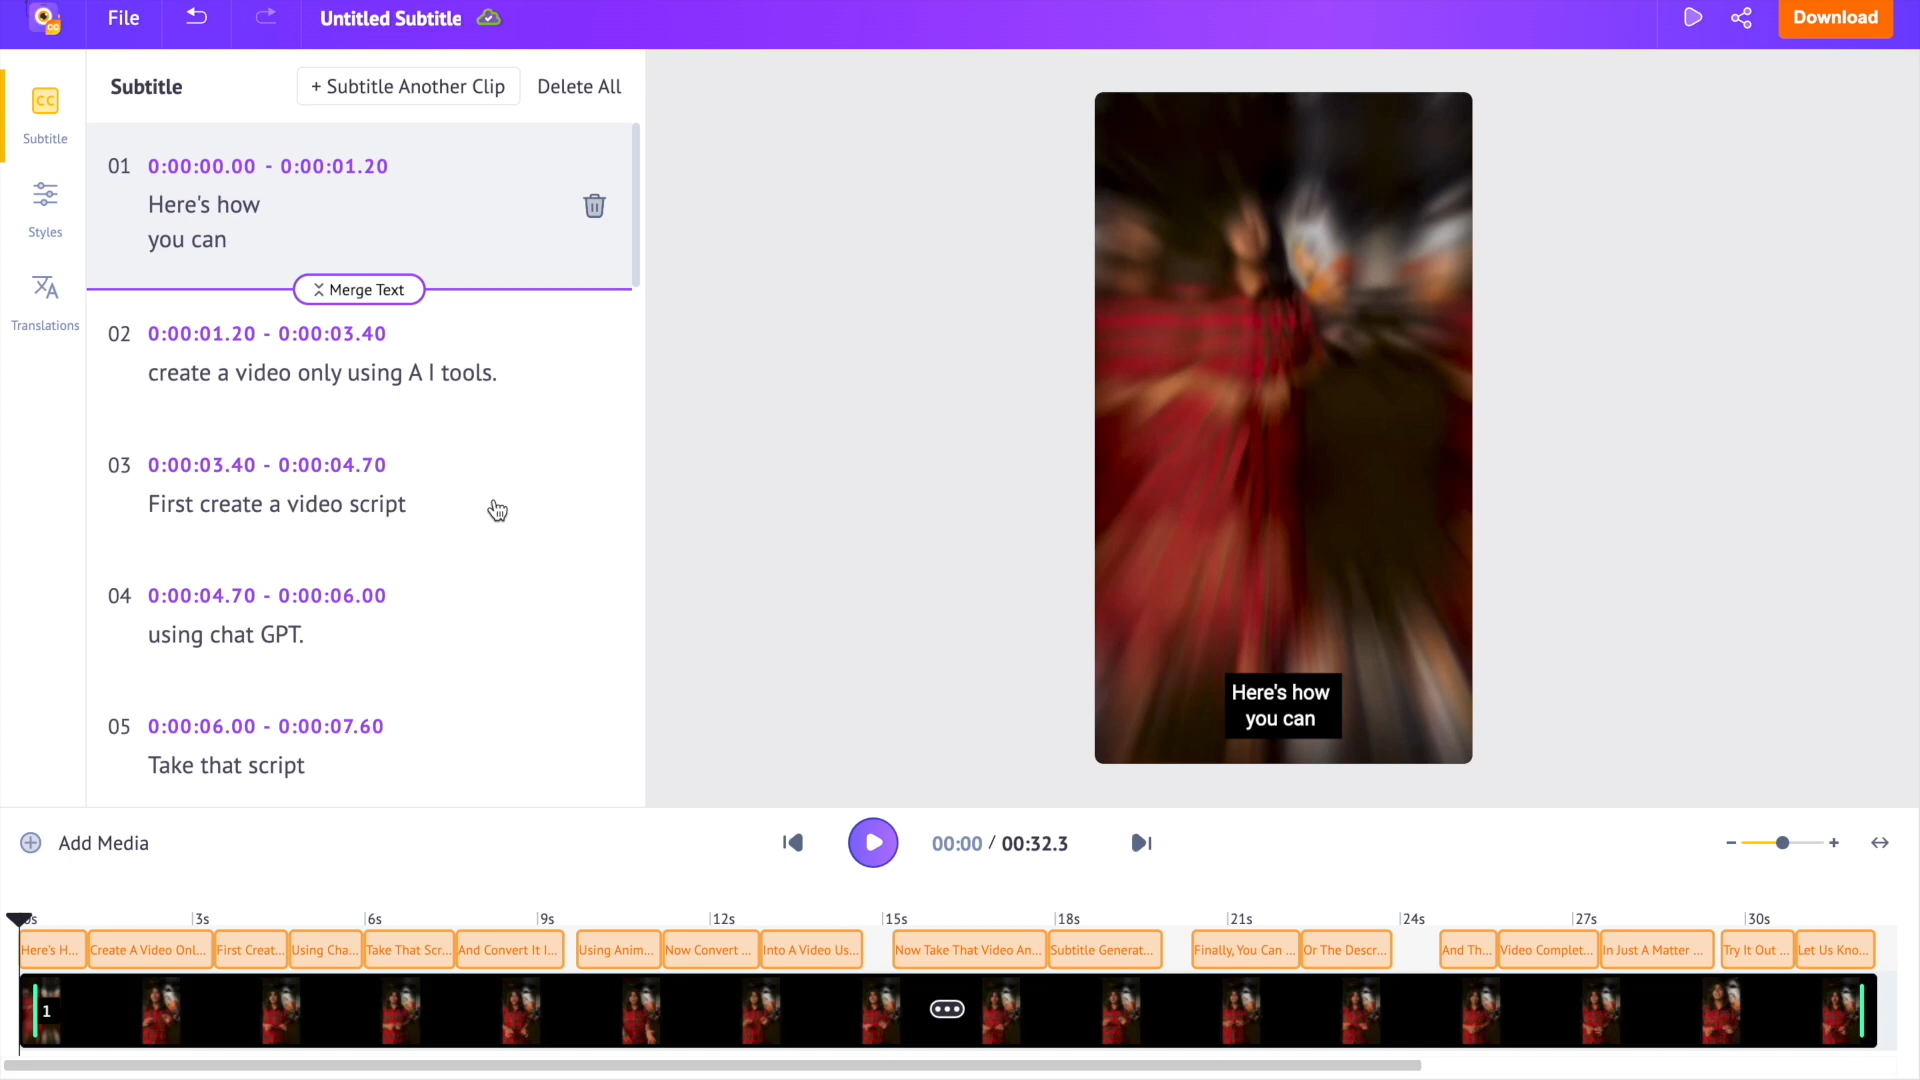 File
Untitled Subtitle
Download
CC
Subtitle
Styles
Translations
Subtitle
+ Subtitle Another Clip
Delete All
01 0:00:00.00 - 0:00:01.20
Here's how
you can
Merge Text
02 0:00:01.20 - 0:00:03.40
create a video only using A I tools.
03 0:00:03.40 - 0:00:04.70
First create a video script
04 0:00:04.70 - 0:00:06.00
using chat GPT.
05 0:00:06.00 - 0:00:07.60
Take that script
Here's how
you can
Add Media
00:00 / 00:32.3
3s 6s 9s 12s 15s 18s 21s 24s 27s 30s
Here's H... Create A Video Onl... First Creat... Using Cha... Take That Scr... And Convert It I... Using Anim... Now Convert ... Into A Video Us... Now Take That Video An... Subtitle Generat... Finally, You Can ... Or The Descr... And Th... Video Complet... In Just A Matter ... Try It Out ... Let Us Kno...
1